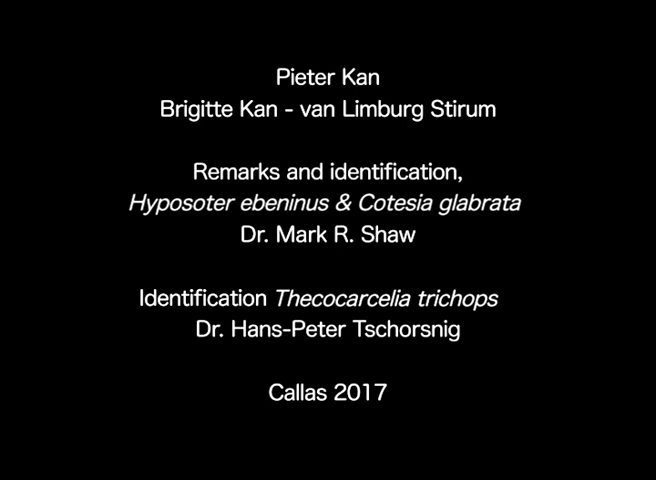 Pieter Kan
Brigitte Kan - van Limburg Stirum
Remarks and identification,
Hyposoter ebeninus & Cotesia glabrata
Dr. Mark R. Shaw
Identification Thecocarcelia trichops
Dr. Hans-Peter Tschorsnig
Callas 2017